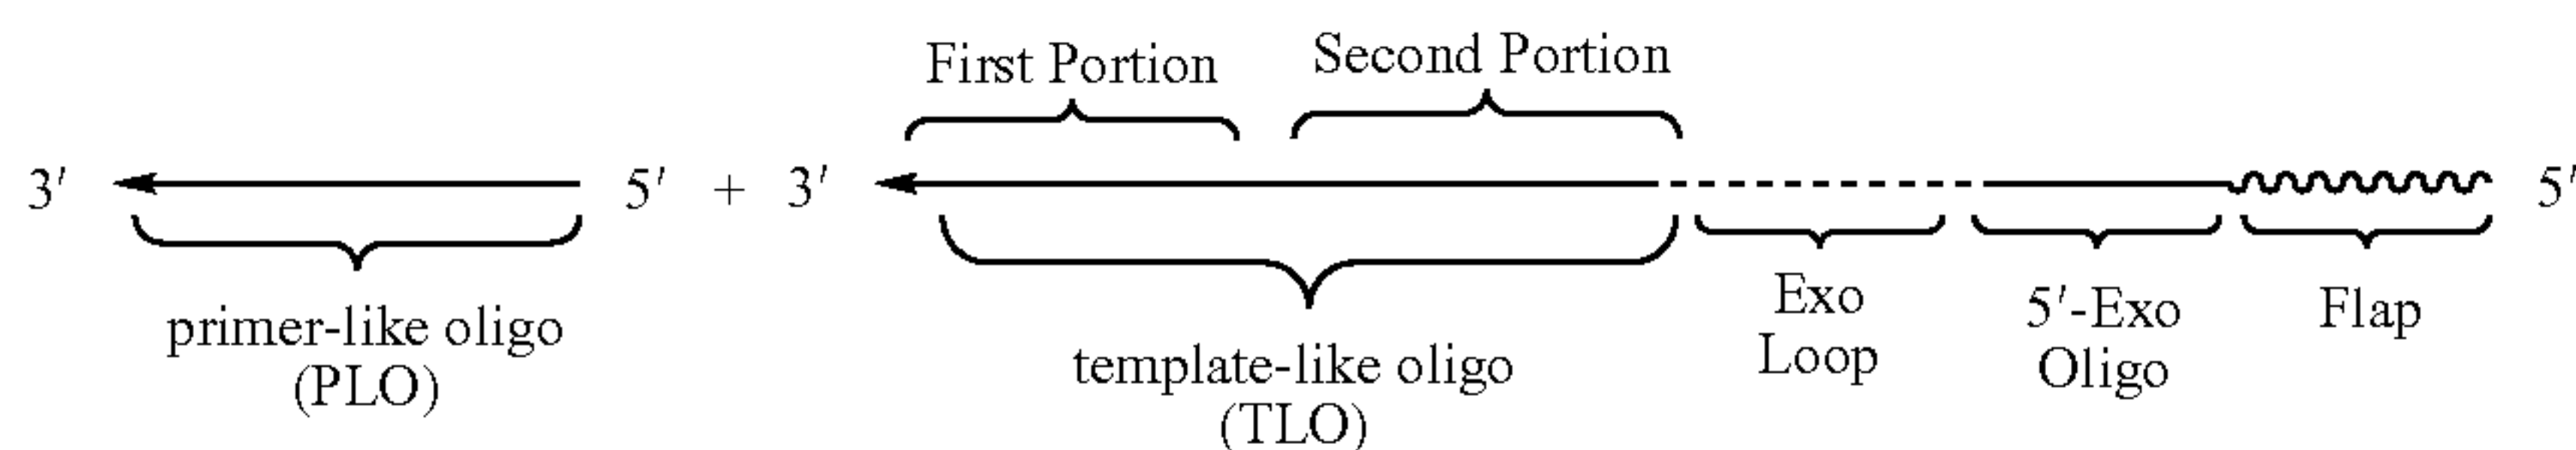 First Portion
Second Portion
3′ 5′ + 3′ 5′
primer-like oligo
(PLO)
template-like oligo
(TLO)
Exo
Loop
5′-Exo
Oligo
Flap